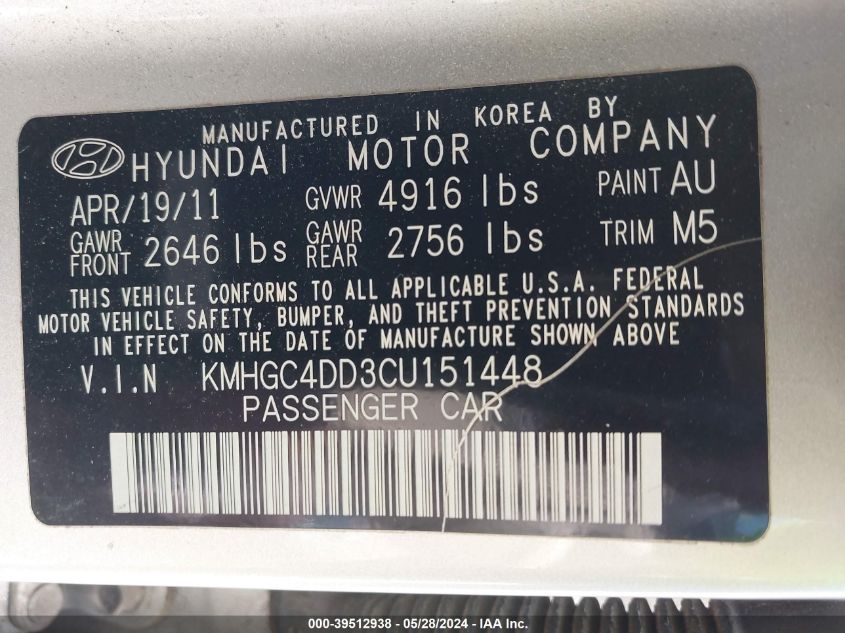 MANUFACTURED IN KOREA BY
HYUNDAI MOTOR COMPANY
APR/19/11 GVWR 4916 lbs PAINT AU
GAWR FRONT 2646 lbs GAWR REAR 2756 lbs TRIM M5
THIS VEHICLE CONFORMS TO ALL APPLICABLE U.S.A. FEDERAL
MOTOR VEHICLE SAFETY, BUMPER, AND THEFT PREVENTION STANDARDS
IN EFFECT ON THE DATE OF MANUFACTURE SHOWN ABOVE
V.I.N KMHGC4DD3CU151448
PASSENGER CAR
000-39512938 - 05/28/2024 - IAA Inc.